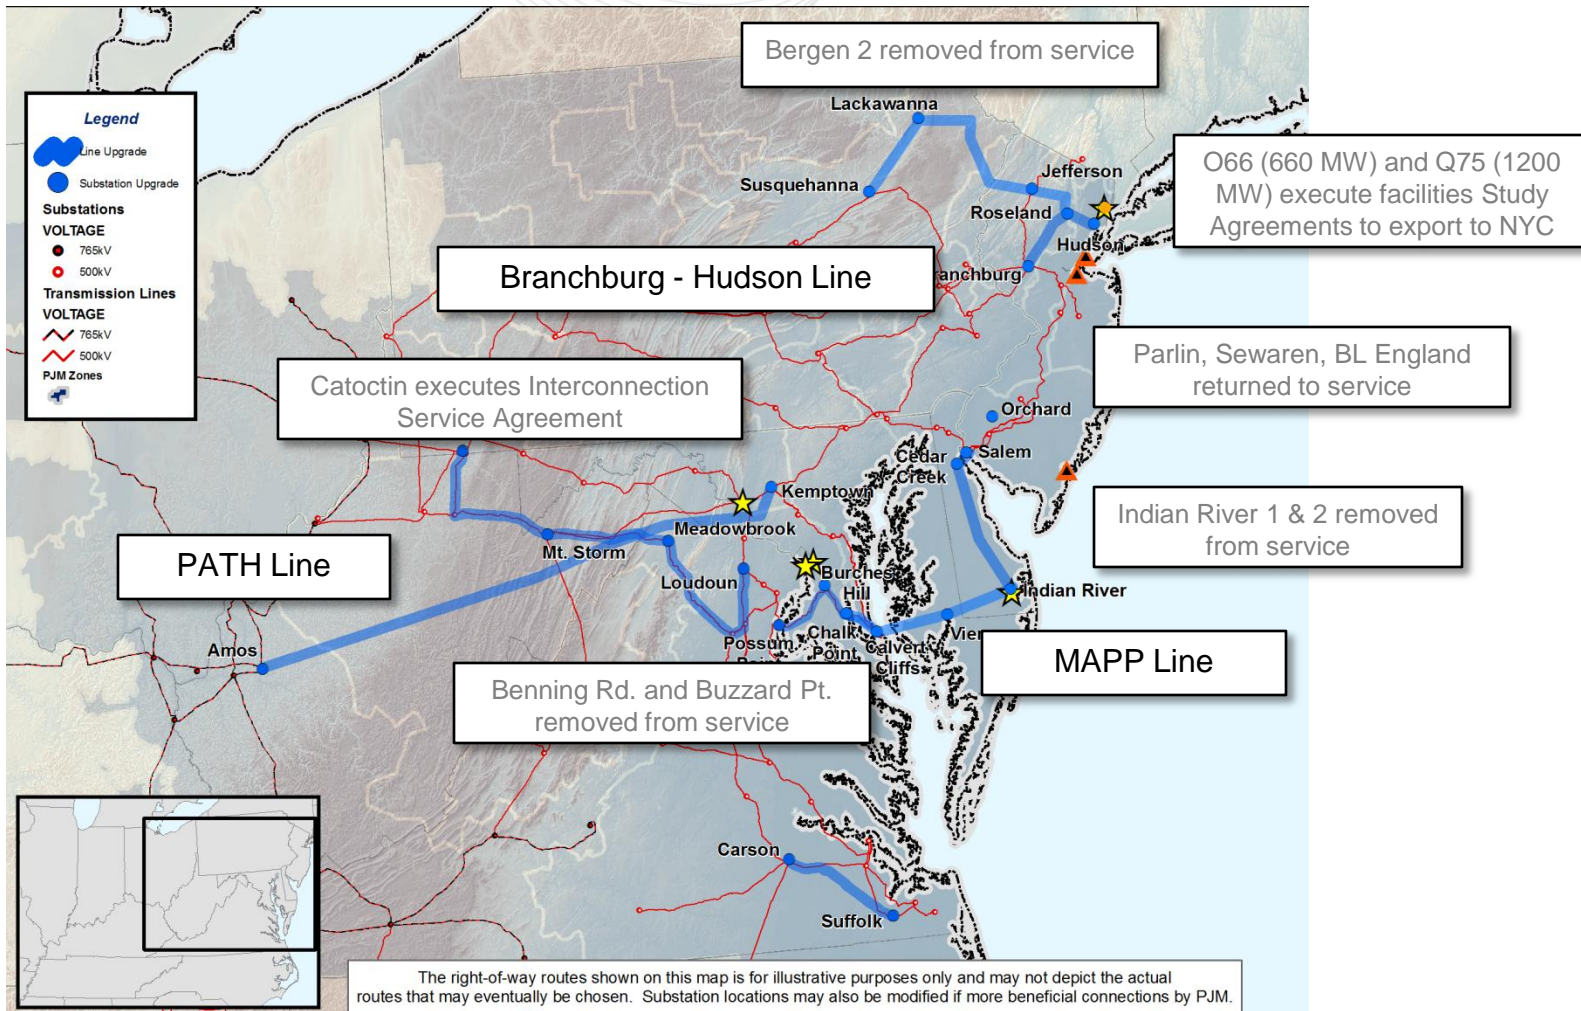 Bergen 2 removed from service
Legend
Line Upgrade
Substation Upgrade
Substations
VOLTAGE
765kV
500kV
Transmission Lines
VOLTAGE
765kV
500kV
PJM Zones
Lackawanna
Susquehanna
Jefferson
Roseland
Hudson
ranchburg
O66 (660 MW) and Q75 (1200
MW) execute facilities Study
Agreements to export to NYC
Branchburg - Hudson Line
Parlin, Sewaren, BL England
returned to service
Catoctin executes Interconnection
Service Agreement
Orchard
Salem
Cedar
Creek
Kemptown
Meadowbrook
Mt. Storm
Indian River 1 & 2 removed
from service
PATH Line
Loudoun
Burches
Hill
Indian River
Amos
Possum
Chalk
Point
Calvert
Cliffs
Vier
MAPP Line
Benning Rd. and Buzzard Pt.
removed from service
Carson
Suffolk
The right-of-way routes shown on this map is for illustrative purposes only and may not depict the actual
routes that may eventually be chosen. Substation locations may also be modified if more beneficial connections by PJM.